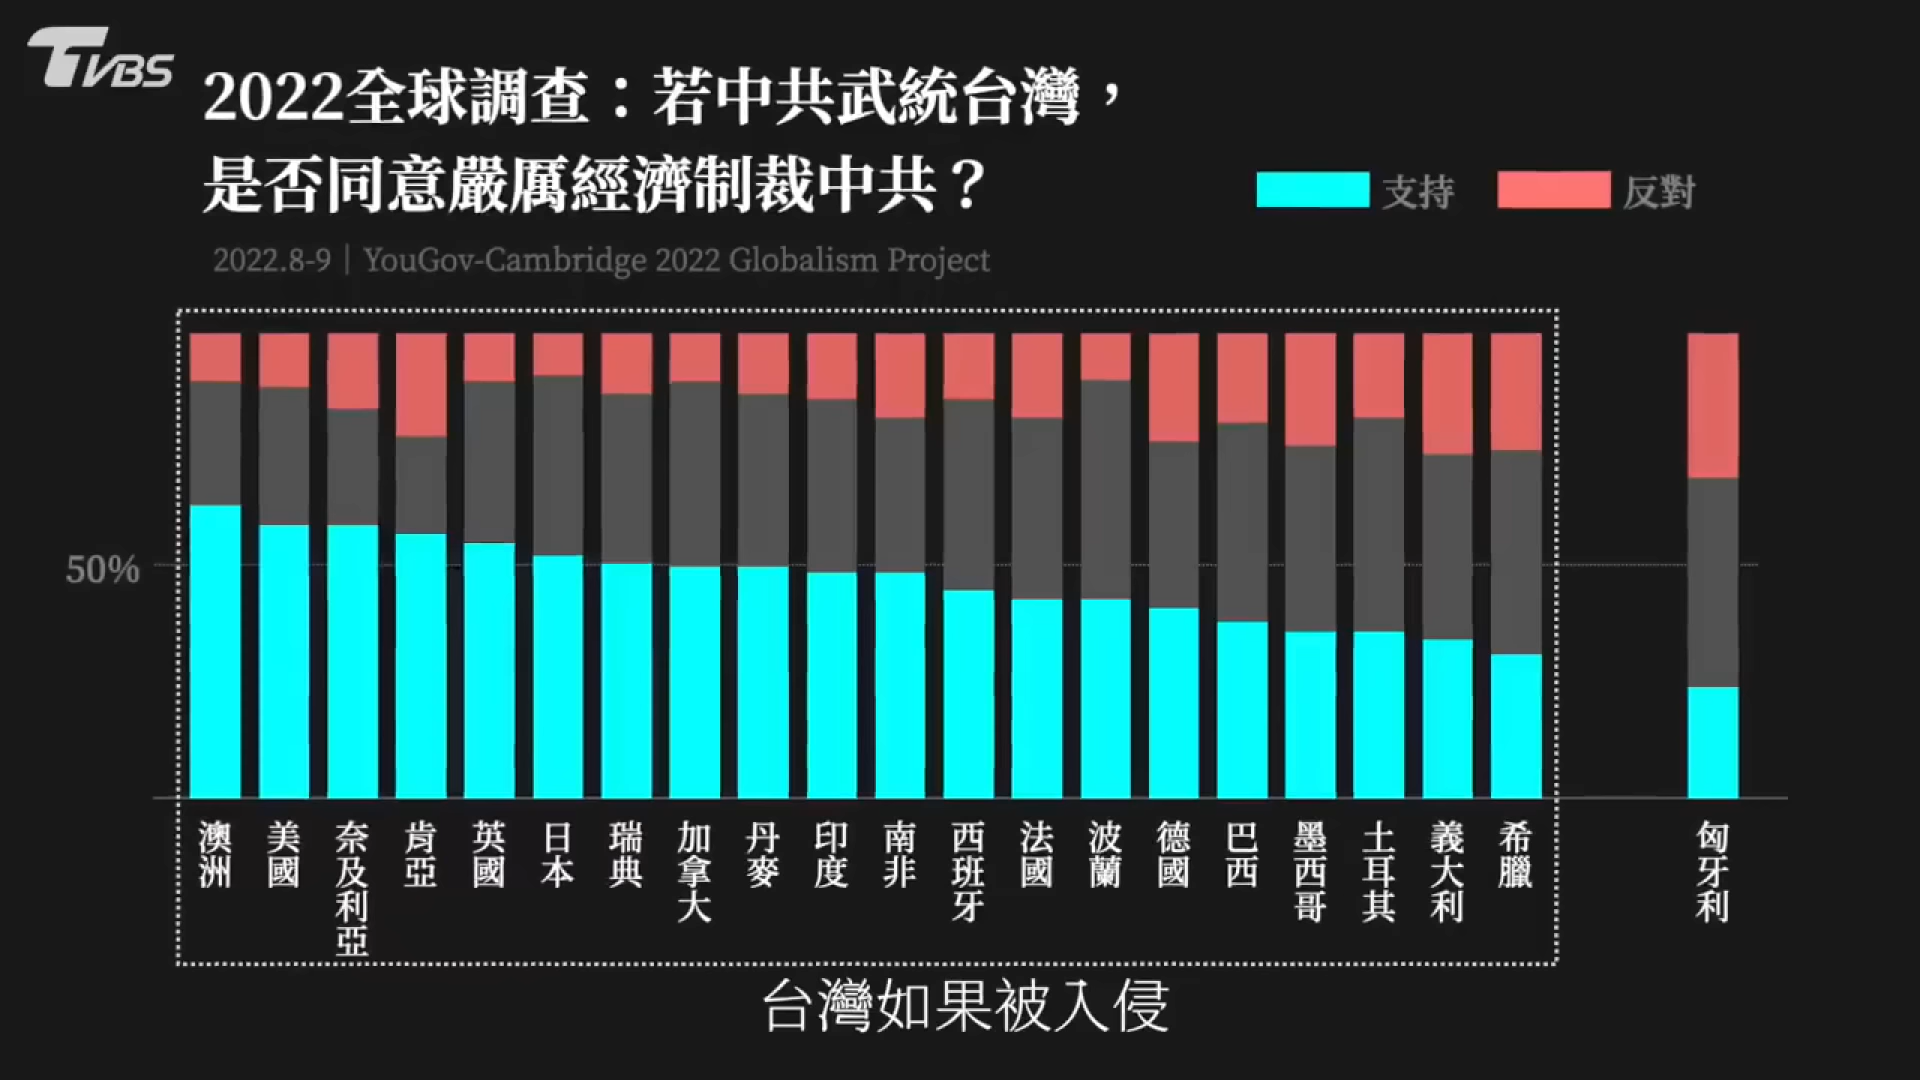 TVBS
2022全球調查：若中共武統台灣，
是否同意嚴厲經濟制裁中共？
支持
反對
2022.8-9｜YouGov-Cambridge 2022 Globalism Project
50%
澳洲
美國
奈及利亞
肯亞
英國
日本
瑞典
加拿大
丹麥
印度
南非
西班牙
法國
波蘭
德國
巴西
墨西哥
土耳其
義大利
希臘
匈牙利
台灣如果被入侵